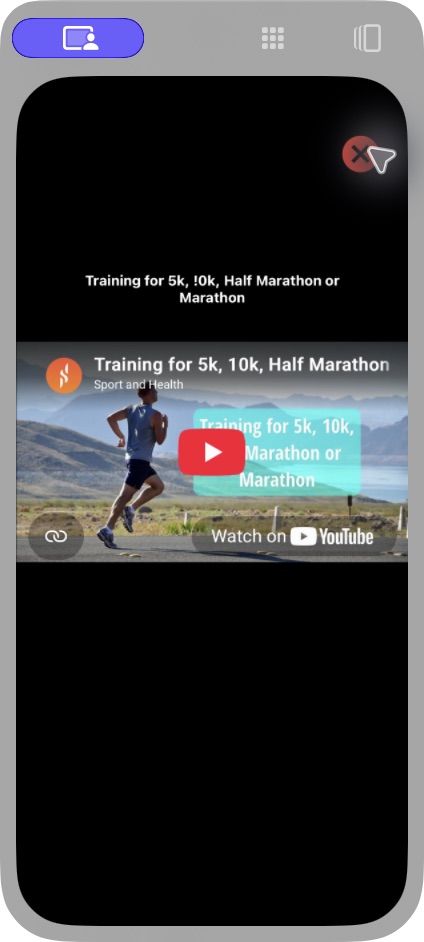 Training for 5k, !0k, Half Marathon or
Marathon
Training for 5k, 10k, Half Marathon
Sport and Health
Training for 5k, 10k,
Marathon or
Marathon
Watch on YouTube